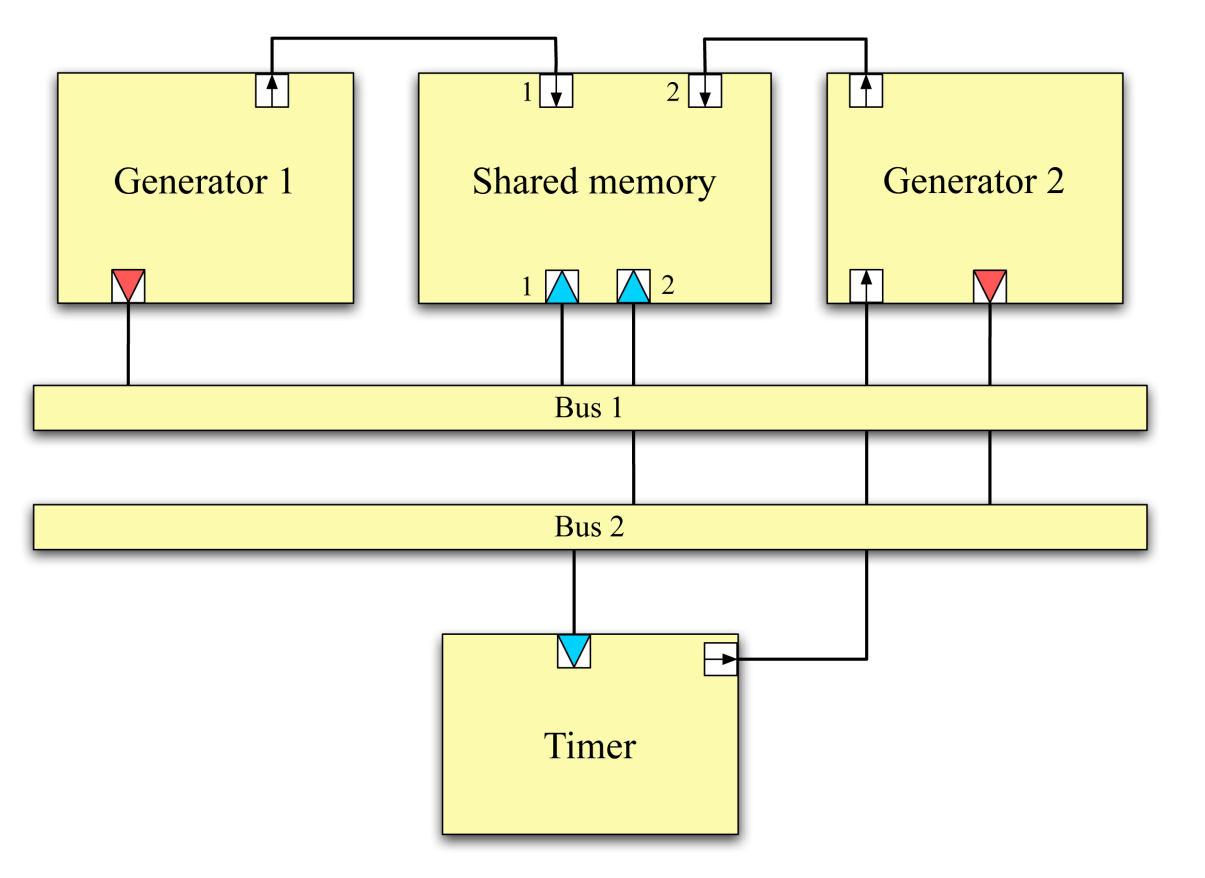 1
2
Generator 1
Shared memory
Generator 2
1
2
Bus 1
Bus 2
Timer